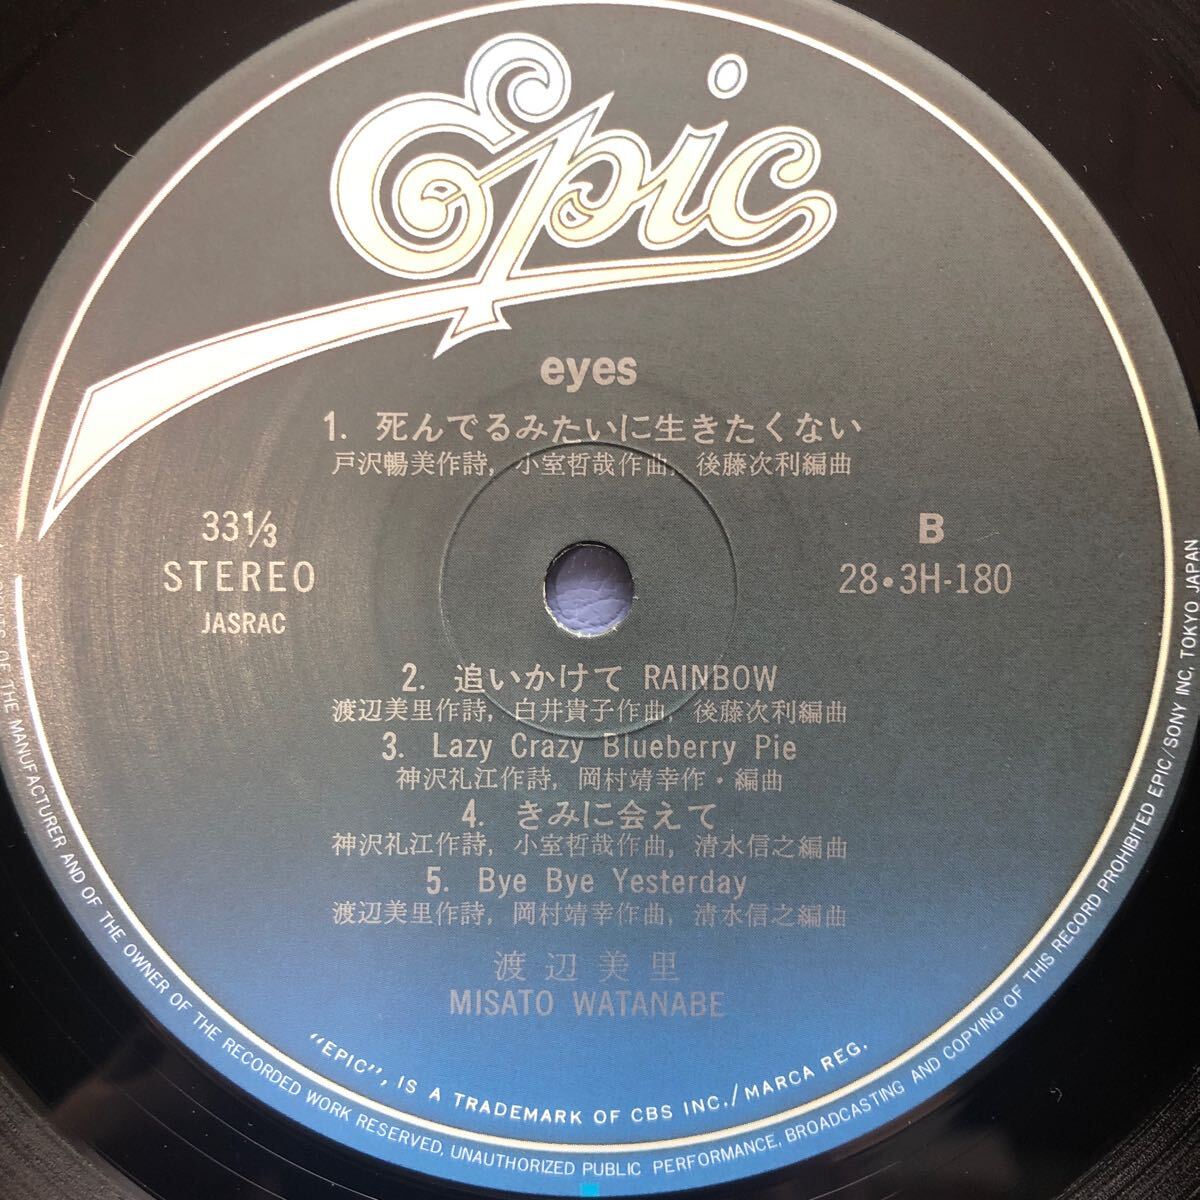 Epic
eyes
1. 死んでるみたいに生きたくない
戸沢暢美作詩, 小室哲哉作曲, 後藤次利編曲
33⅓
STEREO
JASRAC
B
28・3H-180
2. 追いかけて RAINBOW
渡辺美里作詩, 白井貴子作曲, 後藤次利編曲
3. Lazy Crazy Blueberry Pie
神沢礼江作詩, 岡村靖幸作・編曲
4. きみに会えて
神沢礼江作詩, 小室哲哉作曲, 清水信之編曲
5. Bye Bye Yesterday
渡辺美里作詩, 岡村靖幸作曲, 清水信之編曲
渡辺美里
MISATO WATANABE
"EPIC", IS A TRADEMARK OF CBS INC./MARCA REG.
OF THE MANUFACTURER AND OF THE OWNER OF THE RECORDED WORK RESERVED, UNAUTHORIZED PUBLIC PERFORMANCE, BROADCASTING AND COPYING OF THIS RECORD PROHIBITED EPIC/SONY INC. TOKYO JAPAN